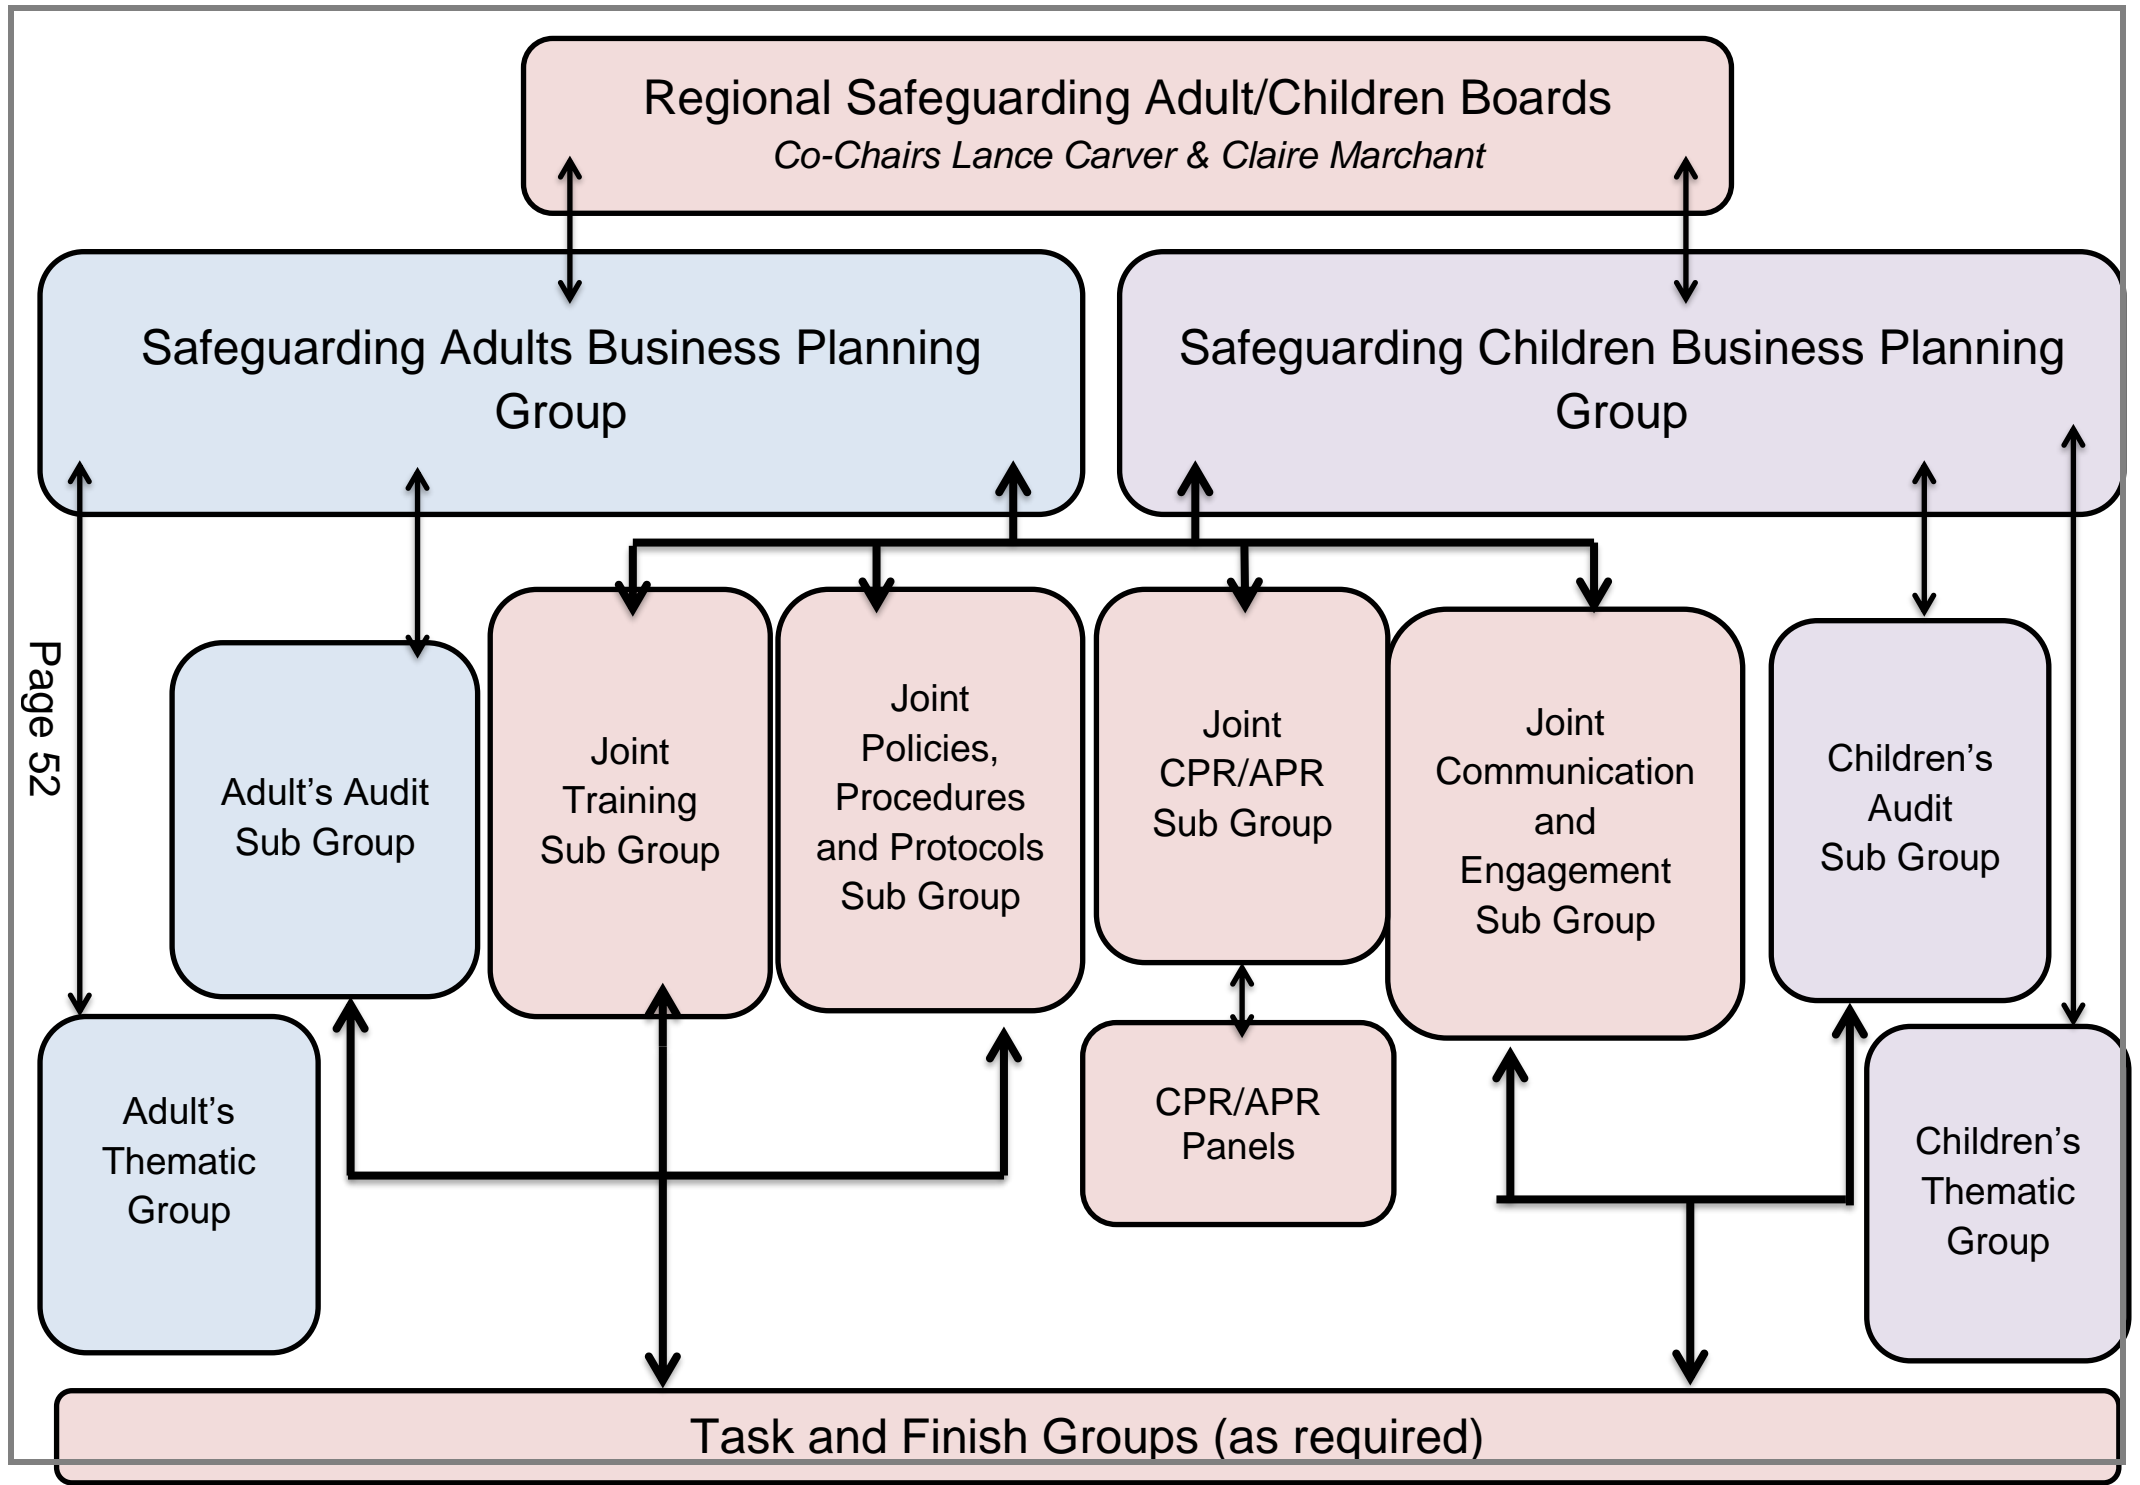 Regional Safeguarding Adult/Children Boards
Co-Chairs Lance Carver & Claire Marchant
Safeguarding Adults Business Planning
Group
Safeguarding Children Business Planning
Group
Page 52
Adult’s Audit
Sub Group
Joint
Training
Sub Group
Joint
Policies,
Procedures
and Protocols
Sub Group
Joint
CPR/APR
Sub Group
Joint
Communication
and
Engagement
Sub Group
Children’s
Audit
Sub Group
Adult’s
Thematic
Group
CPR/APR
Panels
Children’s
Thematic
Group
Task and Finish Groups (as required)